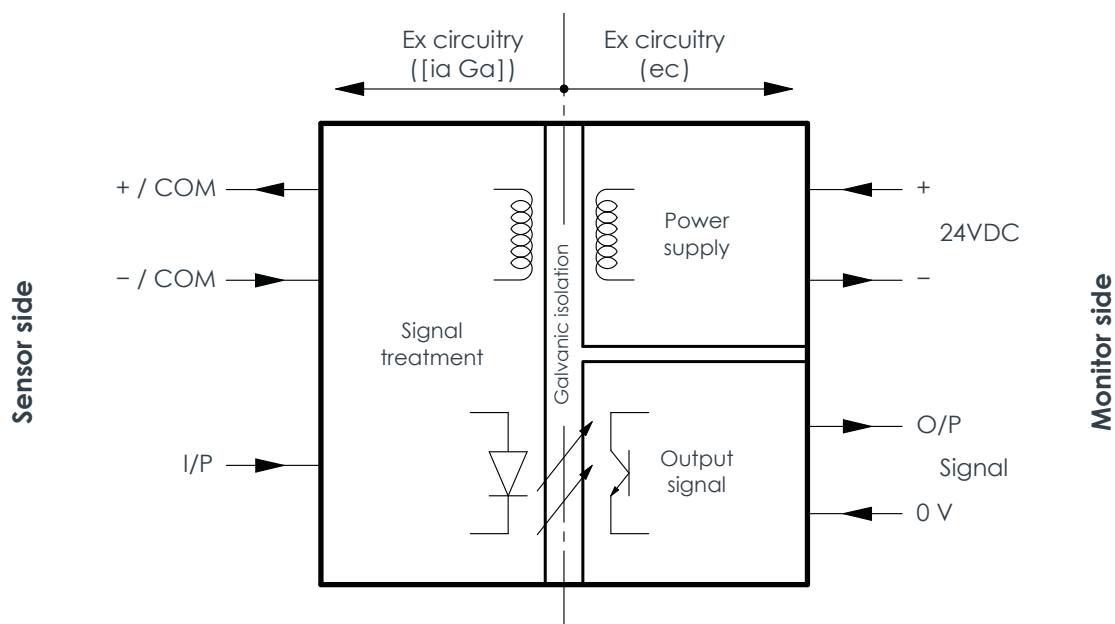 Ex circuitry
([ia Ga])
Ex circuitry
(ec)
+ / COM
− / COM
I/P
Sensor side
Signal
treatment
Galvanic isolation
Power
supply
Output
signal
+
24VDC
−
O/P
Signal
0 V
Monitor side